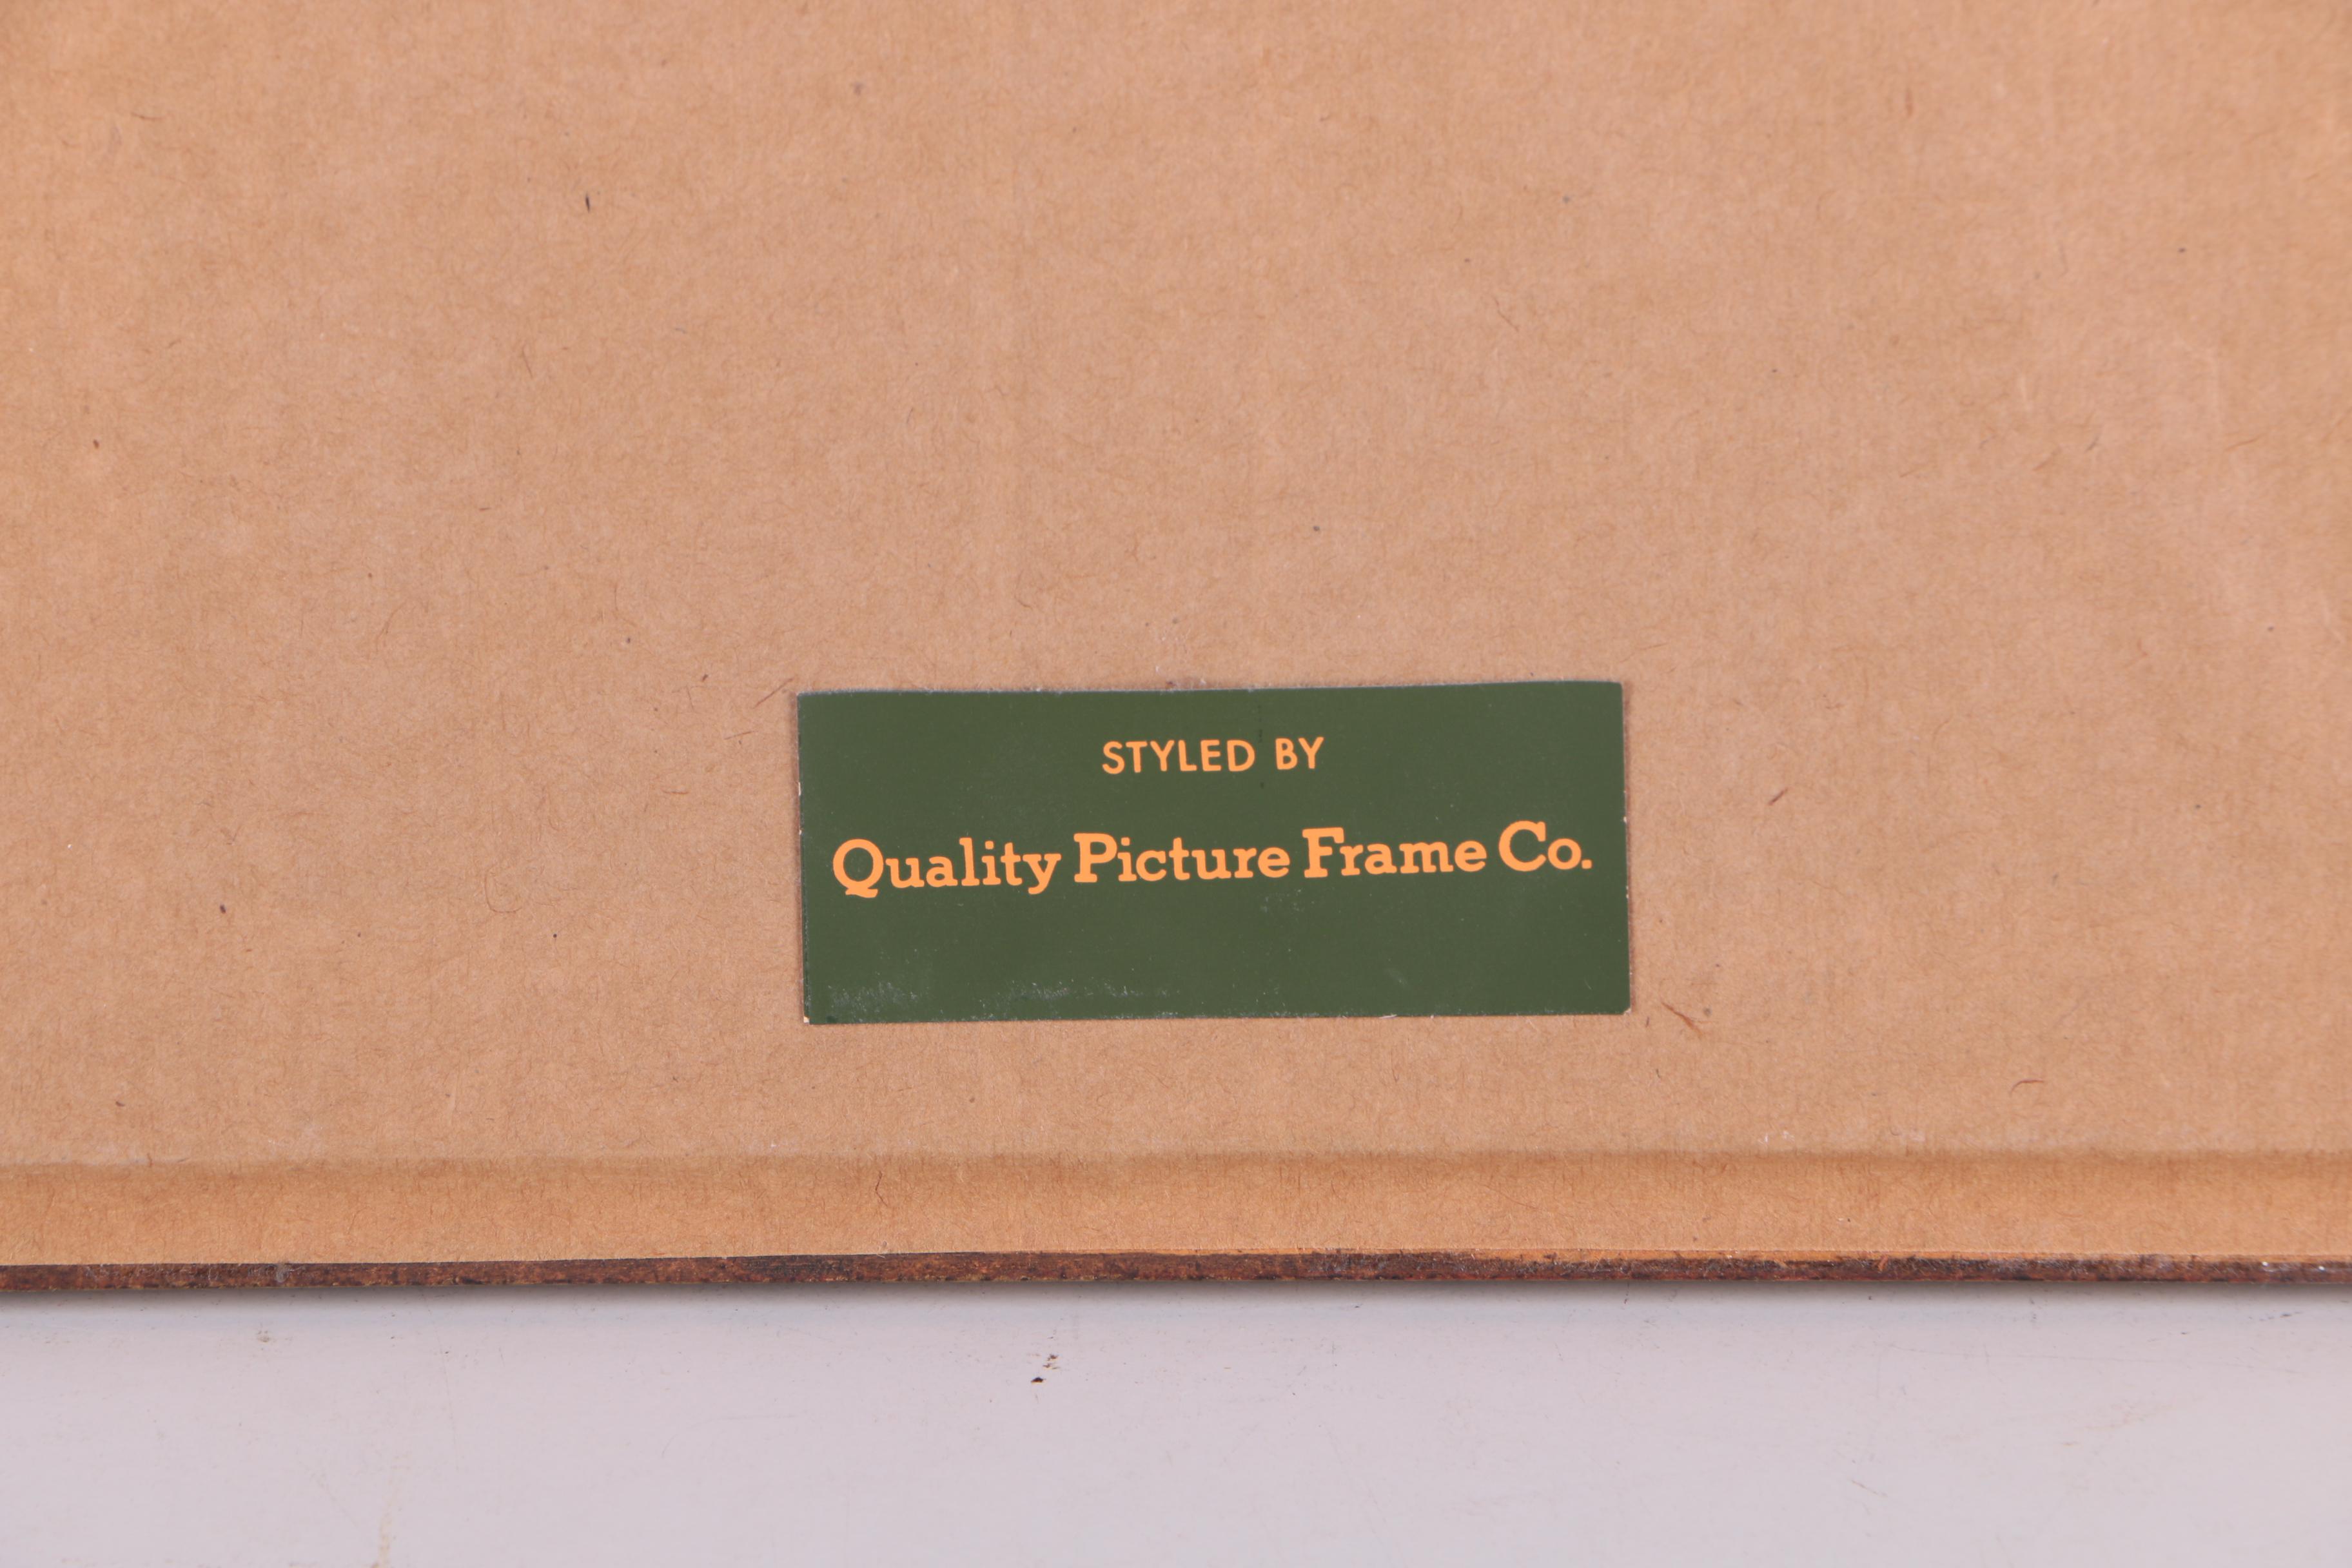 STYLED BY
Quality Picture Frame Co.